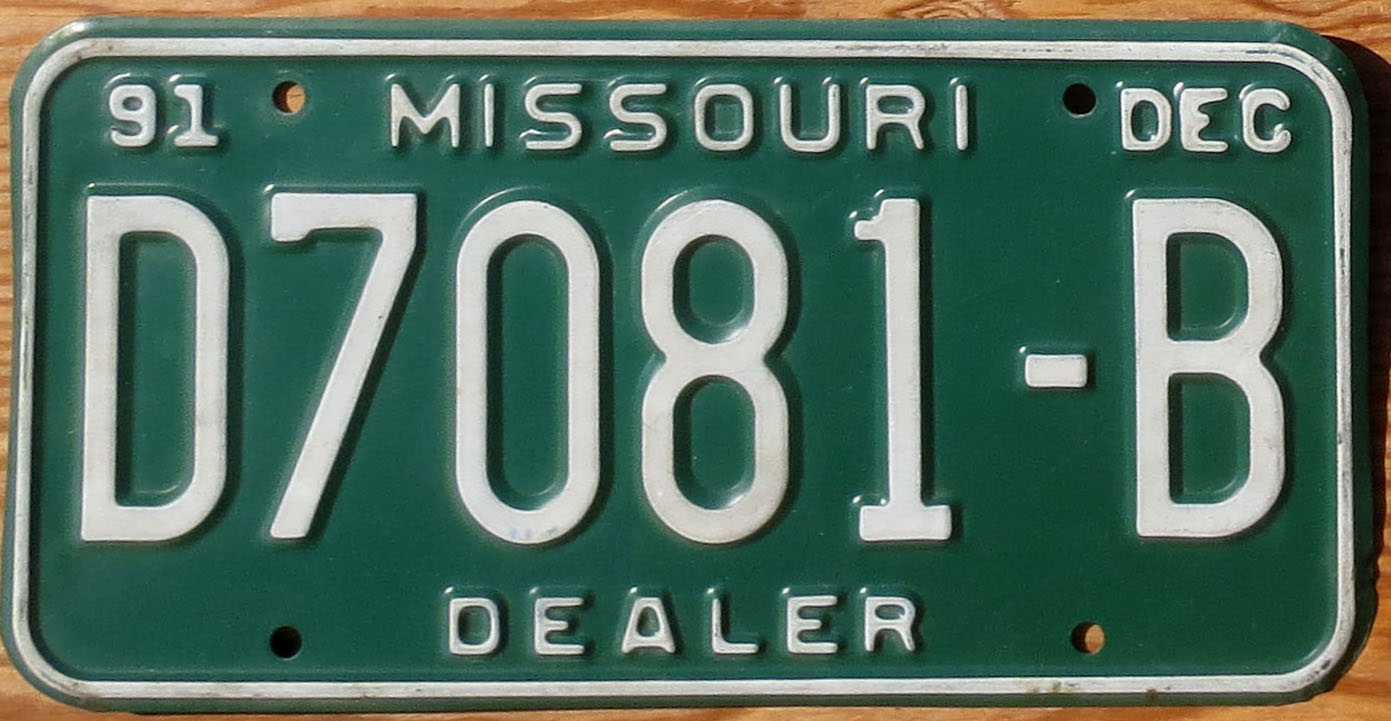 91 MISSOURI DEC
D7081-B
DEALER